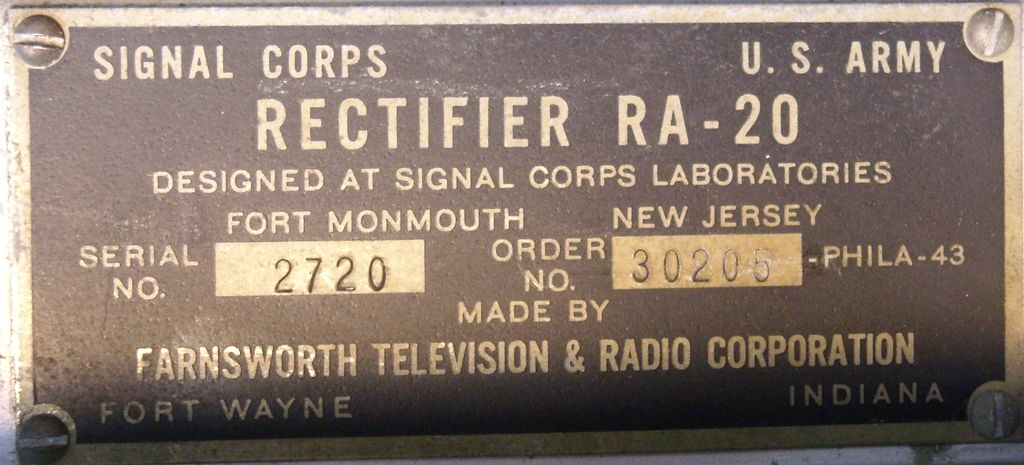 SIGNAL CORPS U. S. ARMY
RECTIFIER RA-20
DESIGNED AT SIGNAL CORPS LABORATORIES
FORT MONMOUTH NEW JERSEY
SERIAL NO. 2720 ORDER NO. 30205 -PHILA-43
MADE BY
FARNSWORTH TELEVISION & RADIO CORPORATION
FORT WAYNE INDIANA